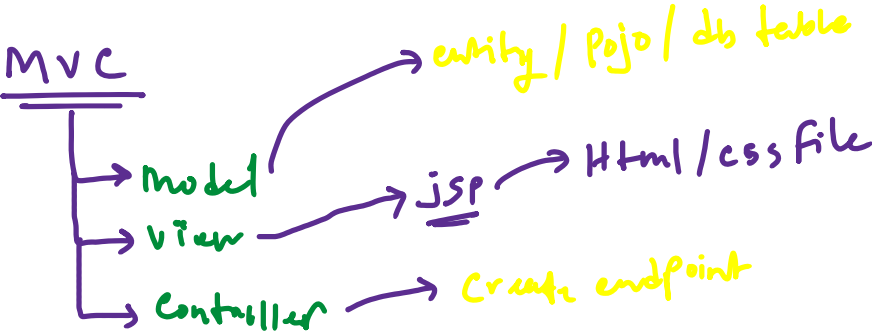 MVC
entity / Pojo / db table
Model
jsp
Html / css file
View
Controller
Create endpoint